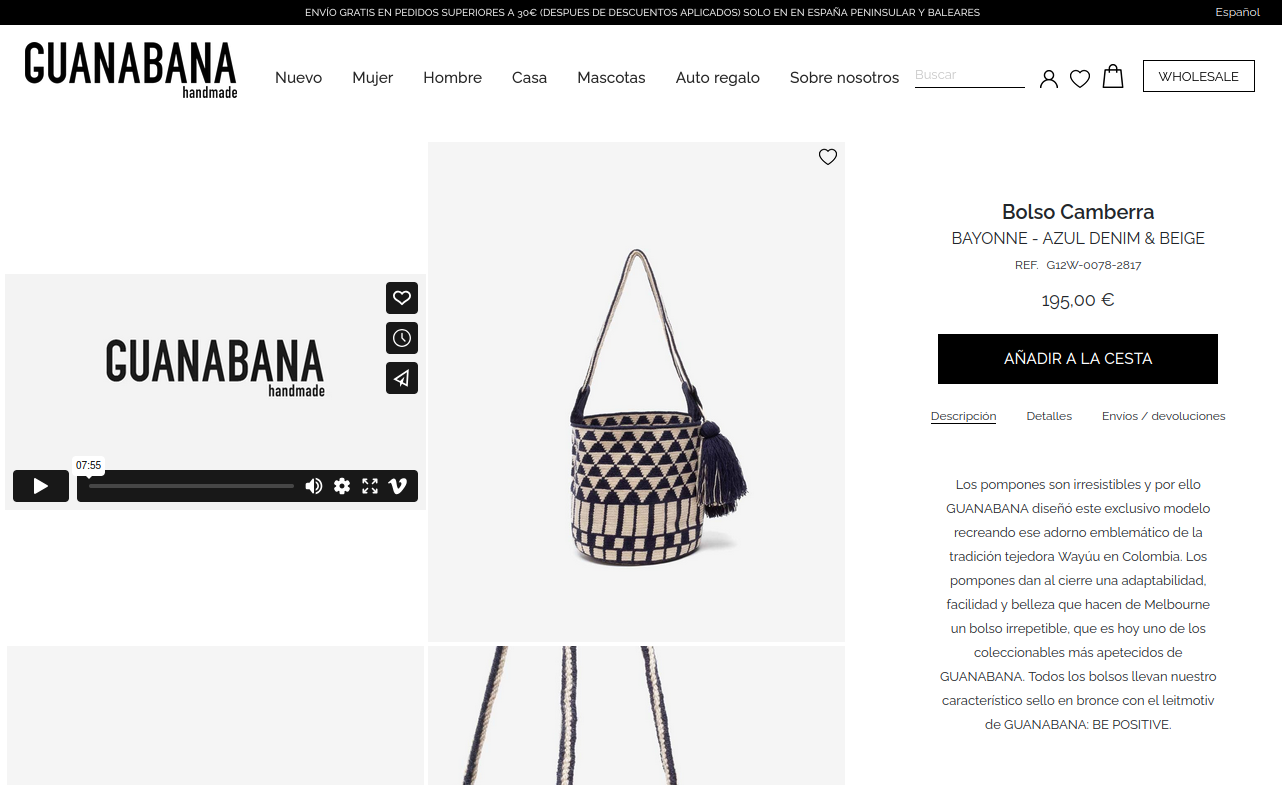 ENVÍO GRATIS EN PEDIDOS SUPERIORES A 30€ (DESPUES DE DESCUENTOS APLICADOS) SOLO EN EN ESPAÑA PENINSULAR Y BALEARES
Español
GUANABANA
handmade
Nuevo
Mujer
Hombre
Casa
Mascotas
Auto regalo
Sobre nosotros
Buscar
WHOLESALE
GUANABANA
handmade
07:55
Bolso Camberra
BAYONNE - AZUL DENIM & BEIGE
REF. G12W-0078-2817
195,00 €
AÑADIR A LA CESTA
Descripción
Detalles
Envíos / devoluciones
Los pompones son irresistibles y por ello
GUANABANA diseñó este exclusivo modelo
recreando ese adorno emblemático de la
tradición tejedora Wayúu en Colombia. Los
pompones dan al cierre una adaptabilidad,
facilidad y belleza que hacen de Melbourne
un bolso irrepetible, que es hoy uno de los
coleccionables más apetecidos de
GUANABANA. Todos los bolsos llevan nuestro
característico sello en bronce con el leitmotiv
de GUANABANA: BE POSITIVE.